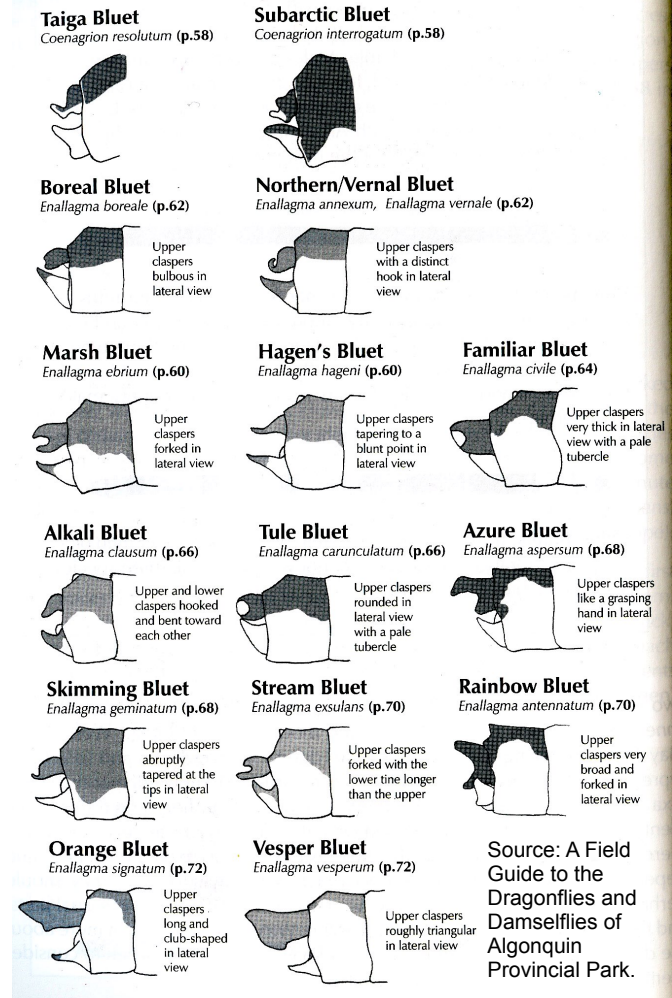 Taiga Bluet
Coenagrion resolutum (p.58)
Subarctic Bluet
Coenagrion interrogatum (p.58)
Boreal Bluet
Enallagma boreale (p.62)
Upper
claspers
bulbous in
lateral view
Northern/Vernal Bluet
Enallagma annexum, Enallagma vernale (p.62)
Upper claspers
with a distinct
hook in lateral
view
Marsh Bluet
Enallagma ebrium (p.60)
Upper
claspers
forked in
lateral view
Hagen's Bluet
Enallagma hageni (p.60)
Upper claspers
tapering to a
blunt point in
lateral view
Familiar Bluet
Enallagma civile (p.64)
Upper claspers
very thick in lateral
view with a pale
tubercle
Alkali Bluet
Enallagma clausum (p.66)
Upper and lower
claspers hooked
and bent toward
each other
Tule Bluet
Enallagma carunculatum (p.66)
Upper claspers
rounded in
lateral view
with a pale
tubercle
Azure Bluet
Enallagma aspersum (p.68)
Upper claspers
like a grasping
hand in lateral
view
Skimming Bluet
Enallagma geminatum (p.68)
Upper claspers
abruptly
tapered at the
tips in lateral
view
Stream Bluet
Enallagma exsulans (p.70)
Upper claspers
forked with the
lower tine longer
than the upper
Rainbow Bluet
Enallagma antennatum (p.70)
Upper
claspers very
broad and
forked in
lateral view
Orange Bluet
Enallagma signatum (p.72)
Upper
claspers
long and
club-shaped
in lateral
view
Vesper Bluet
Enallagma vesperum (p.72)
Upper claspers
roughly triangular
in lateral view
Source: A Field
Guide to the
Dragonflies and
Damselflies of
Algonquin
Provincial Park.